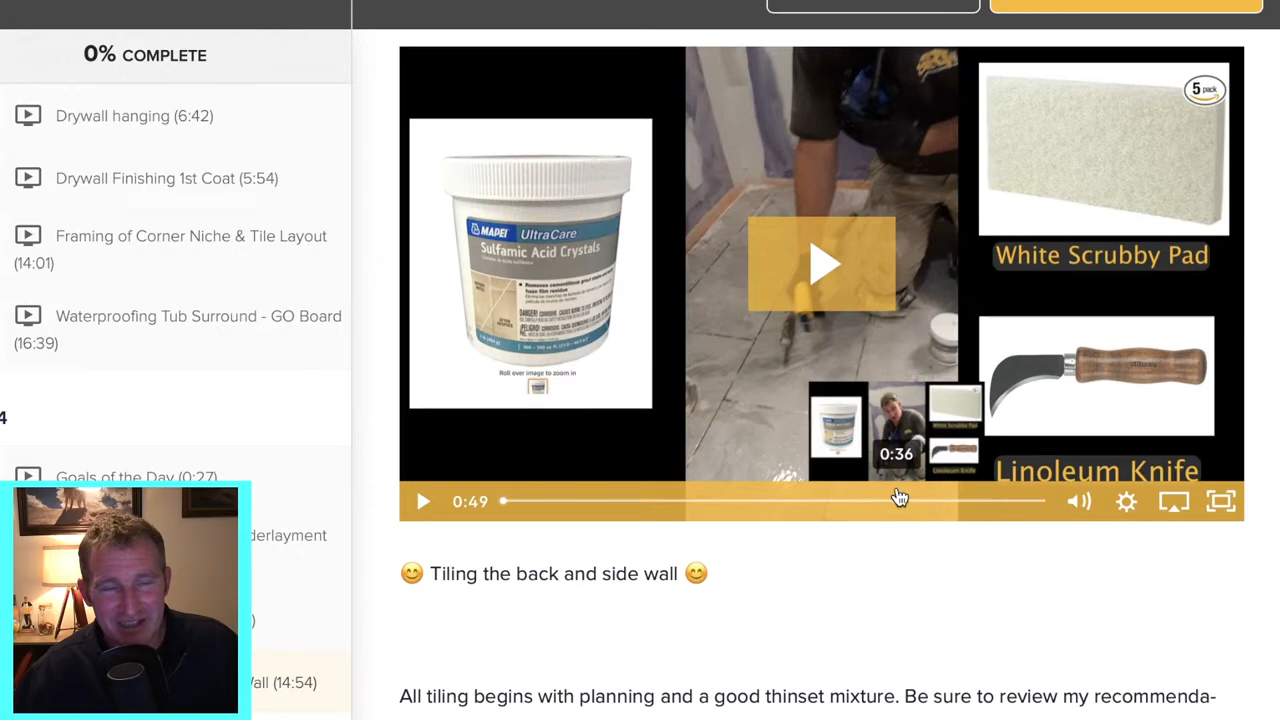 0% COMPLETE
Drywall hanging (6:42)
Drywall Finishing 1st Coat (5:54)
Framing of Corner Niche & Tile Layout
(14:01)
Waterproofing Tub Surround - GO Board
(16:39)
4
Goals of the Day (0:27)
derlayment
)
Wall (14:54)
MAPEI UltraCare
Sulfamic Acid Crystals
Roll over image to zoom in
5 pack
White Scrubby Pad
Linoleum Knife
0:36
0:49
😊 Tiling the back and side wall 😊
All tiling begins with planning and a good thinset mixture. Be sure to review my recommenda-